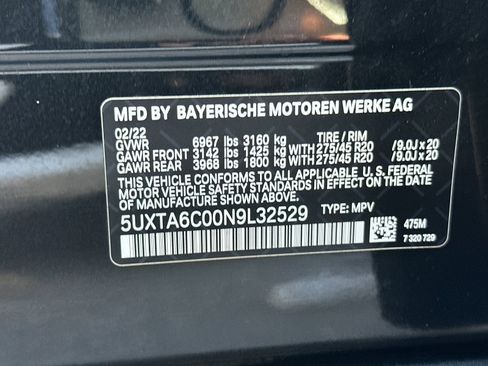 MFD BY BAYERISCHE MOTOREN WERKE AG
02/22 TIRE / RIM
GVWR 6967 lbs 3160 kg
GAWR FRONT 3142 lbs 1425 kg WITH 275/45 R20 /9.0J x 20
GAWR REAR 3968 lbs 1800 kg WITH 275/45 R20 /9.0J x 20
THIS VEHICLE CONFORMS TO ALL APPLICABLE U.S. FEDERAL
MOTOR VEHICLE SAFETY STANDARDS IN EFFECT ON THE DATE OF
MANUFACTURE SHOWN ABOVE.
5UXTA6C00N9L32529 TYPE: MPV
475M
7 320 729